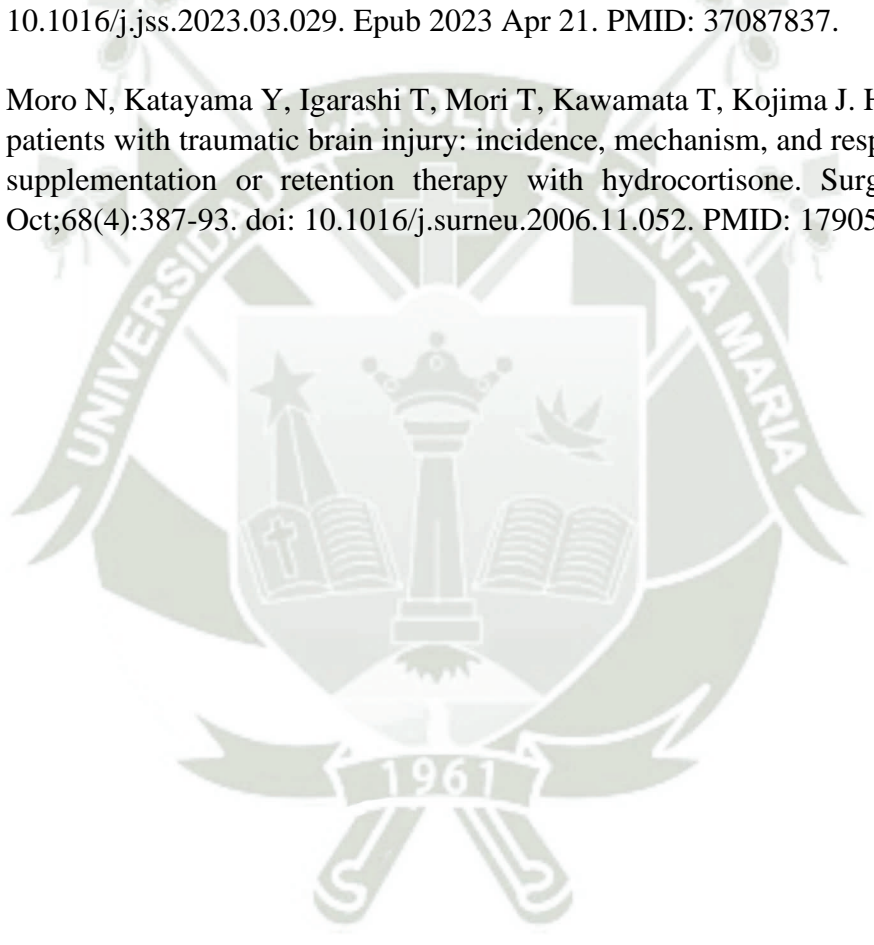 10.1016/j.jss.2023.03.029. Epub 2023 Apr 21. PMID: 37087837.
Moro N, Katayama Y, Igarashi T, Mori T, Kawamata T, Kojima J. H
patients with traumatic brain injury: incidence, mechanism, and resp
supplementation or retention therapy with hydrocortisone. Surg
Oct;68(4):387-93. doi: 10.1016/j.surneu.2006.11.052. PMID: 17905
UNIVERSIDAD CATOLICA SANTA MARIA
1961